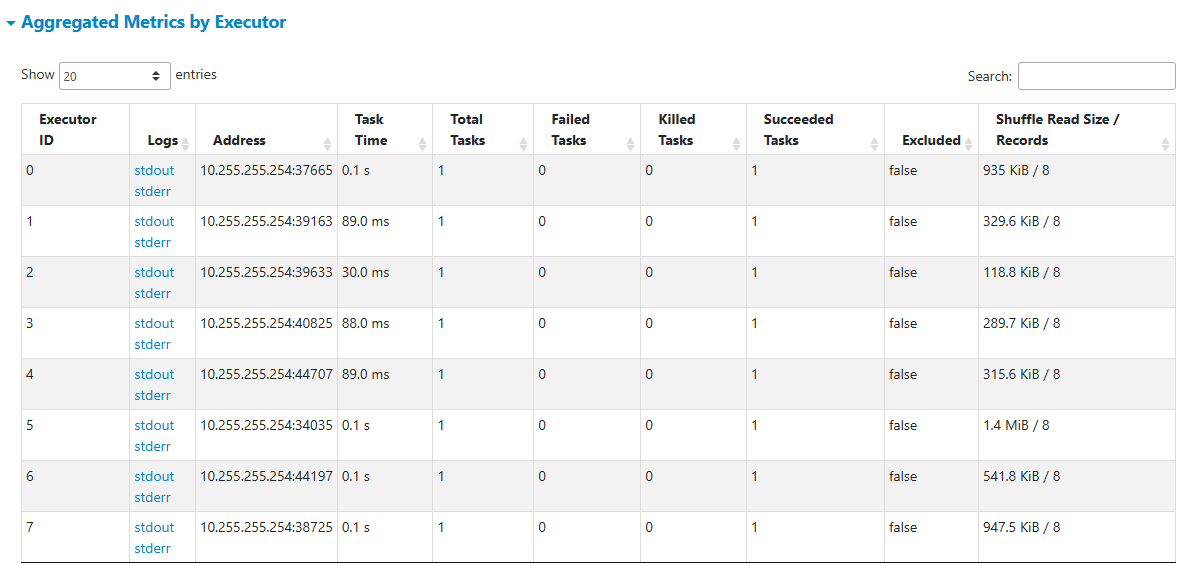 Aggregated Metrics by Executor
Show 20 entries
Search:
Executor ID Logs Address Task Time Total Tasks Failed Tasks Killed Tasks Succeeded Tasks Excluded Shuffle Read Size / Records
0 stdout 10.255.255.254:37665 0.1 s 1 0 0 1 false 935 KiB / 8
stderr
1 stdout 10.255.255.254:39163 89.0 ms 1 0 0 1 false 329.6 KiB / 8
stderr
2 stdout 10.255.255.254:39633 30.0 ms 1 0 0 1 false 118.8 KiB / 8
stderr
3 stdout 10.255.255.254:40825 88.0 ms 1 0 0 1 false 289.7 KiB / 8
stderr
4 stdout 10.255.255.254:44707 89.0 ms 1 0 0 1 false 315.6 KiB / 8
stderr
5 stdout 10.255.255.254:34035 0.1 s 1 0 0 1 false 1.4 MiB / 8
stderr
6 stdout 10.255.255.254:44197 0.1 s 1 0 0 1 false 541.8 KiB / 8
stderr
7 stdout 10.255.255.254:38725 0.1 s 1 0 0 1 false 947.5 KiB / 8
stderr